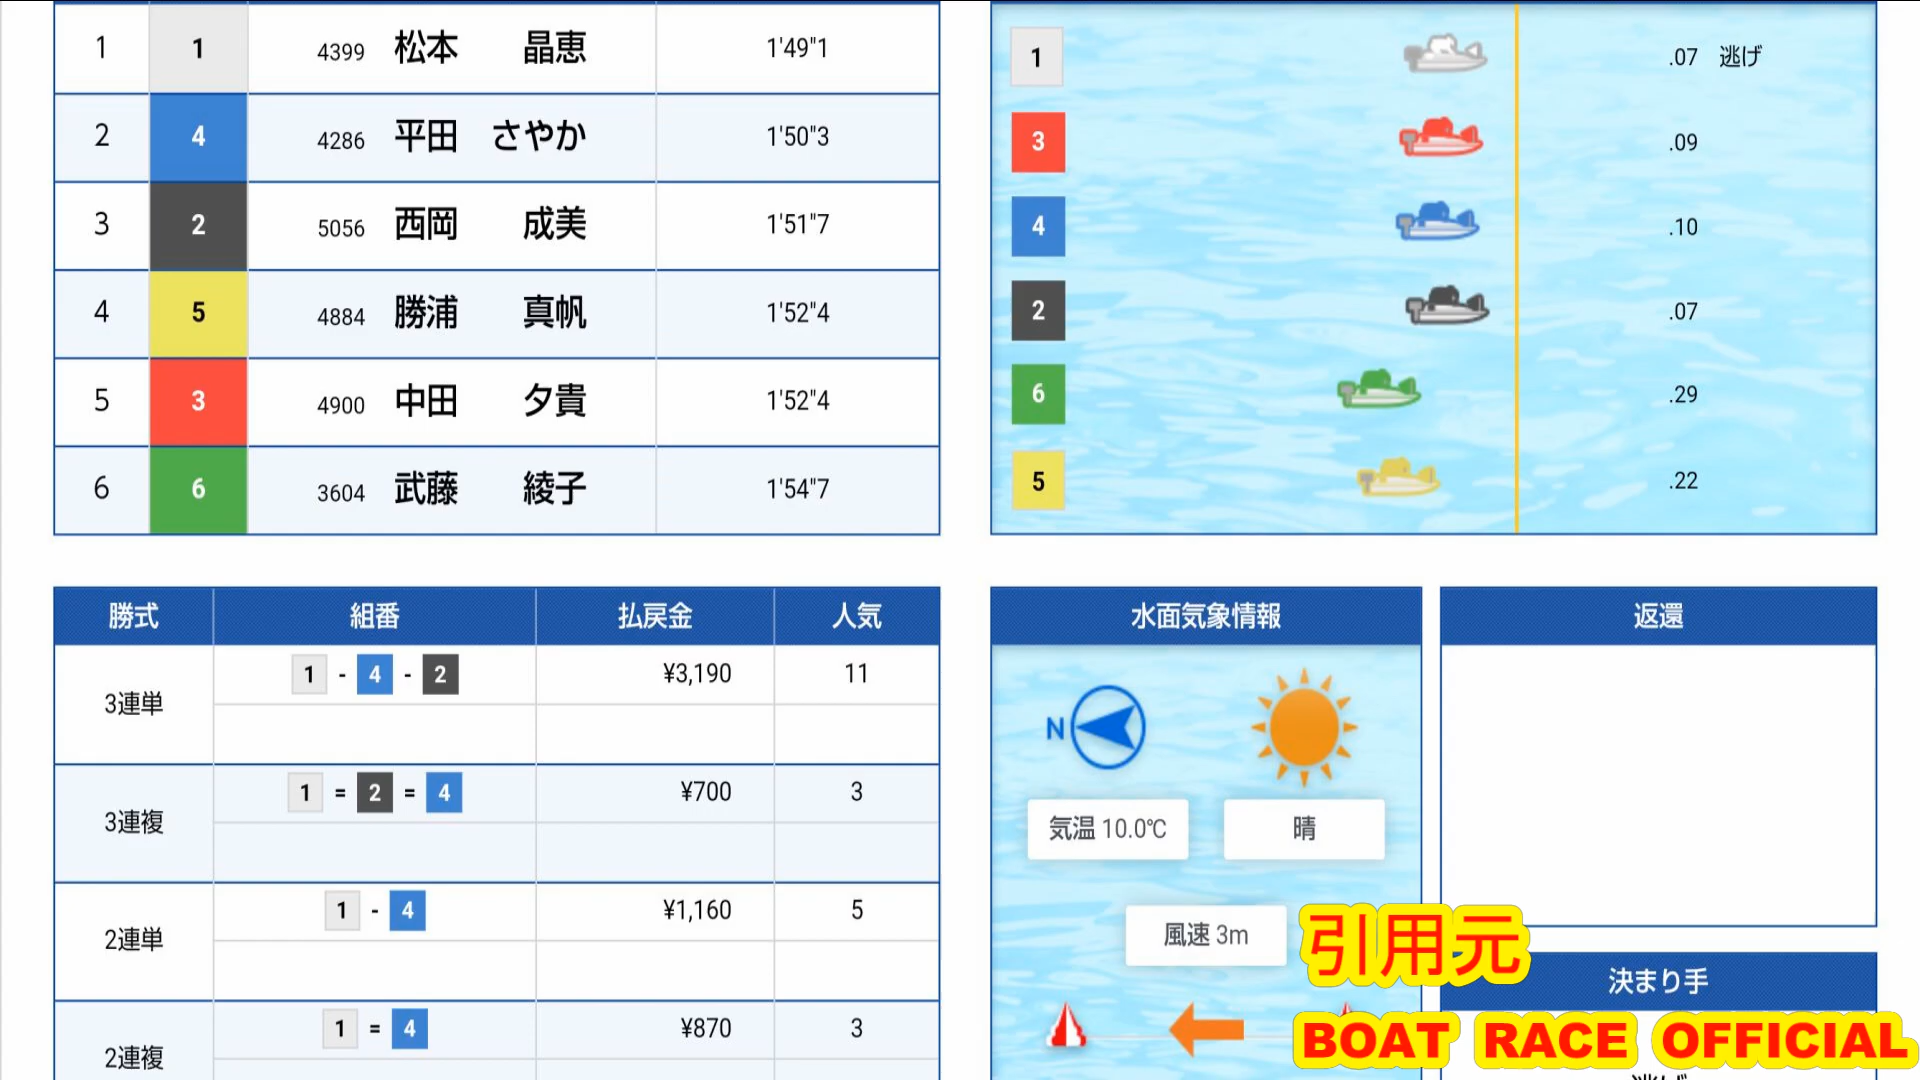 1 1 4399 松本 晶恵 1'49"1
2 4 4286 平田 さやか 1'50"3
3 2 5056 西岡 成美 1'51"7
4 5 4884 勝浦 真帆 1'52"4
5 3 4900 中田 夕貴 1'52"4
6 6 3604 武藤 綾子 1'54"7
1 .07 逃げ
3 .09
4 .10
2 .07
6 .29
5 .22
勝式 組番 払戻金 人気
3連単 1 - 4 - 2 ¥3,190 11
3連複 1 = 2 = 4 ¥700 3
2連単 1 - 4 ¥1,160 5
2連複 1 = 4 ¥870 3
水面気象情報
N
気温 10.0℃ 晴
風速 3m
返還
決まり手
引用元
BOAT RACE OFFICIAL